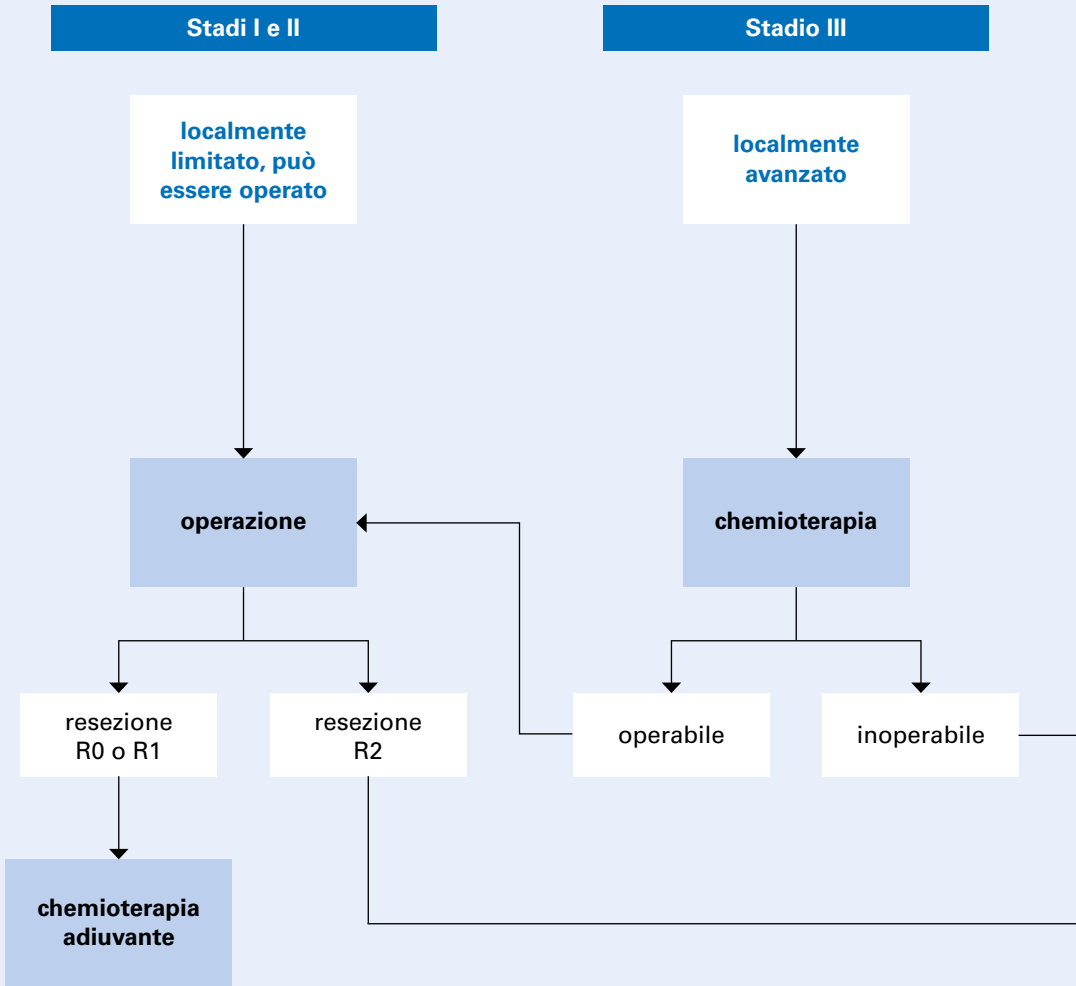 Stadi I e II
Stadio III
localmente
limitato, può
essere operato
localmente
avanzato
operazione
chemioterapia
resezione
R0 o R1
resezione
R2
operabile
inoperabile
chemioterapia
adiuvante